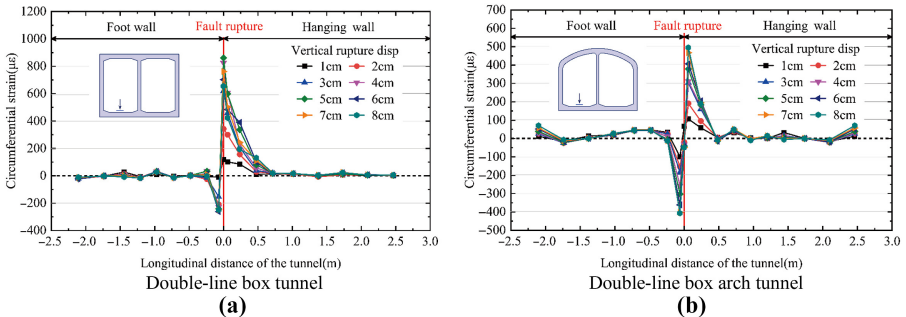 Foot wall Fault rupture Hanging wall
Vertical rupture disp
1cm 2cm
3cm 4cm
5cm 6cm
7cm 8cm
Circumferential strain(με)
1200
1000
800
600
400
200
0
−200
−400
−2.5 −2.0 −1.5 −1.0 −0.5 0.0 0.5 1.0 1.5 2.0 2.5 3.0
Longitudinal distance of the tunnel(m)
Double-line box tunnel
(a)
Foot wall Fault rupture Hanging wall
Vertical rupture disp
1cm 2cm
3cm 4cm
5cm 6cm
7cm 8cm
Circumferential strain(με)
700
600
500
400
300
200
100
0
−100
−200
−300
−400
−500
−2.5 −2.0 −1.5 −1.0 −0.5 0.0 0.5 1.0 1.5 2.0 2.5 3.0
Longitudinal distance of the tunnel(m)
Double-line box arch tunnel
(b)